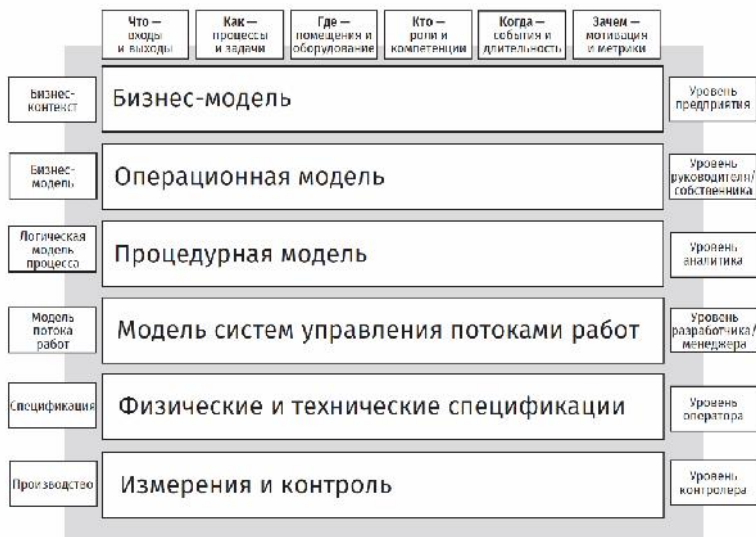 Что —
входы
и выходы
Как —
процессы
и задачи
Где —
помещения и
оборудование
Кто —
роли и
компетенции
Когда —
события и
длительность
Зачем —
мотивация
и метрики
Бизнес-
контекст
Бизнес-модель
Уровень
предприятия
Бизнес-
модель
Операционная модель
Уровень
руководителя/
собственника
Логическая
модель
процесса
Процедурная модель
Уровень
аналитика
Модель
потока
работ
Модель систем управления потоками работ
Уровень
разработчика/
менеджера
Спецификация
Физические и технические спецификации
Уровень
оператора
Производство
Измерения и контроль
Уровень
контролера